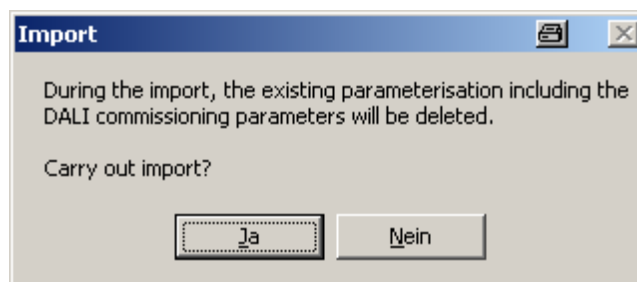 Import
During the import, the existing parameterisation including the
DALI commissioning parameters will be deleted.
Carry out import?
Ja
Nein